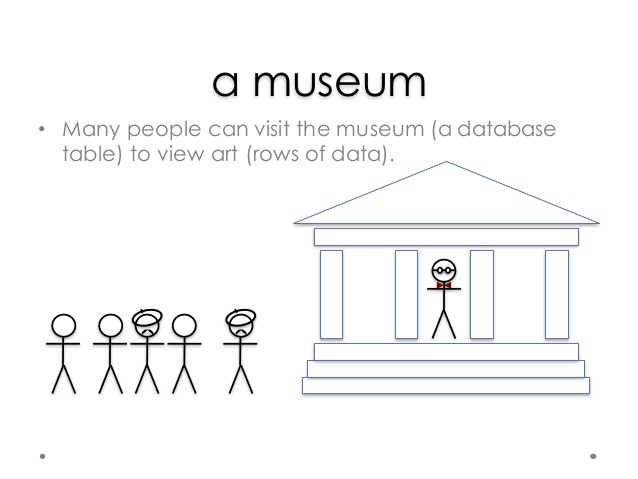 a museum
• Many people can visit the museum (a database
table) to view art (rows of data).